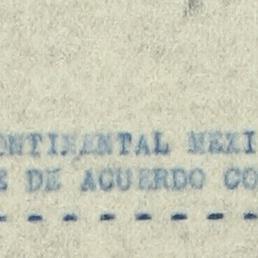 ONTINENTAL MEXI
E DE ACUERDO CO
- - - - - - - -